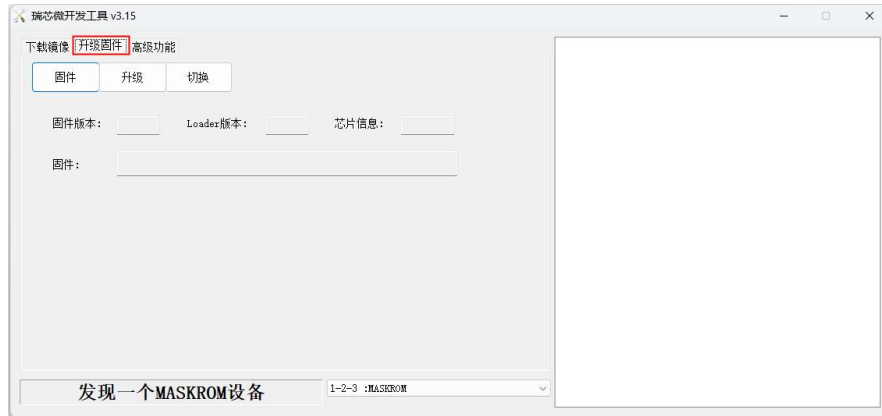 瑞芯微开发工具 v3.15
下载镜像 升级固件 高级功能
固件 升级 切换
固件版本: Loader版本: 芯片信息:
固件:
发现一个MASKROM设备 1-2-3 :MASKROM